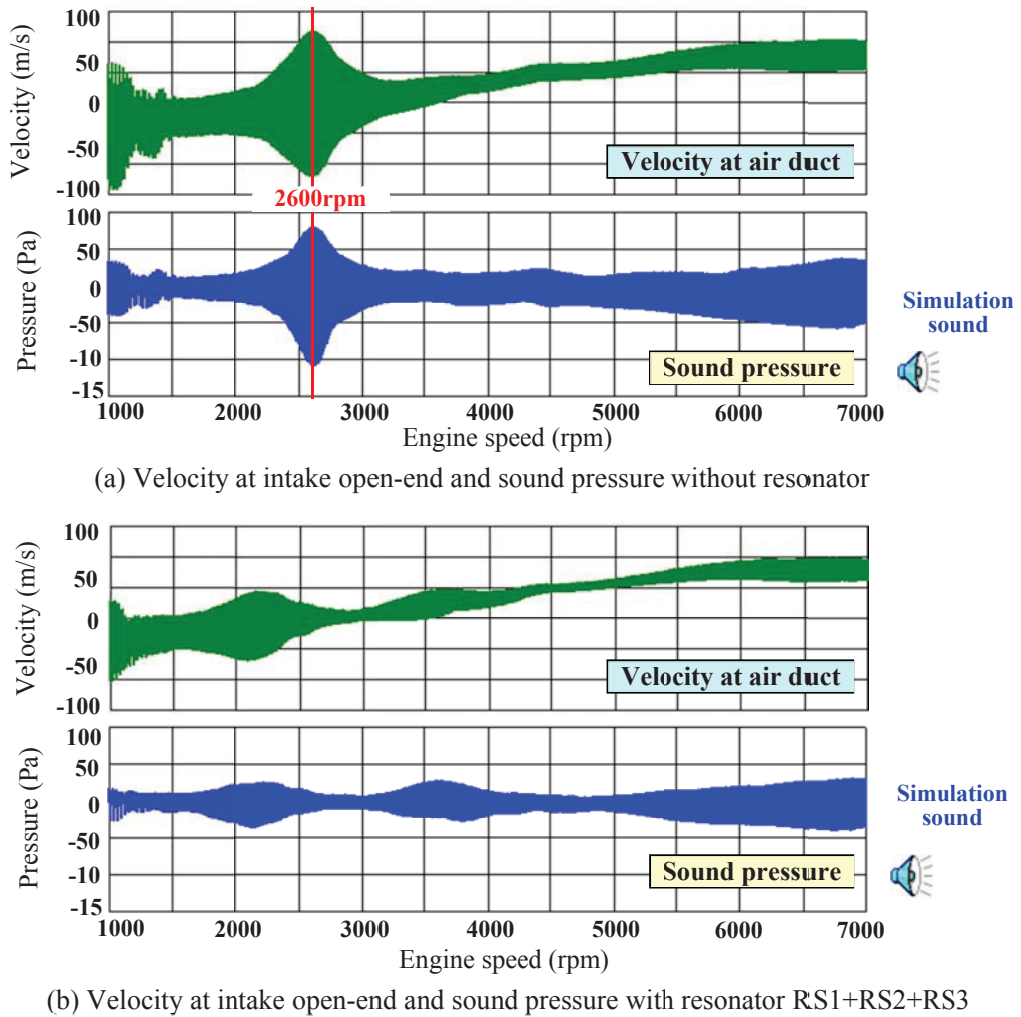 100
50
0
-50
-100
Velocity (m/s)
Velocity at air duct
2600rpm
100
50
0
-50
-10
-15
Pressure (Pa)
Sound pressure
Simulation
sound
1000 2000 3000 4000 5000 6000 7000
Engine speed (rpm)
(a) Velocity at intake open-end and sound pressure without resonator
100
50
0
-50
-100
Velocity (m/s)
Velocity at air duct
100
50
0
-50
-10
-15
Pressure (Pa)
Sound pressure
Simulation
sound
1000 2000 3000 4000 5000 6000 7000
Engine speed (rpm)
(b) Velocity at intake open-end and sound pressure with resonator RS1+RS2+RS3